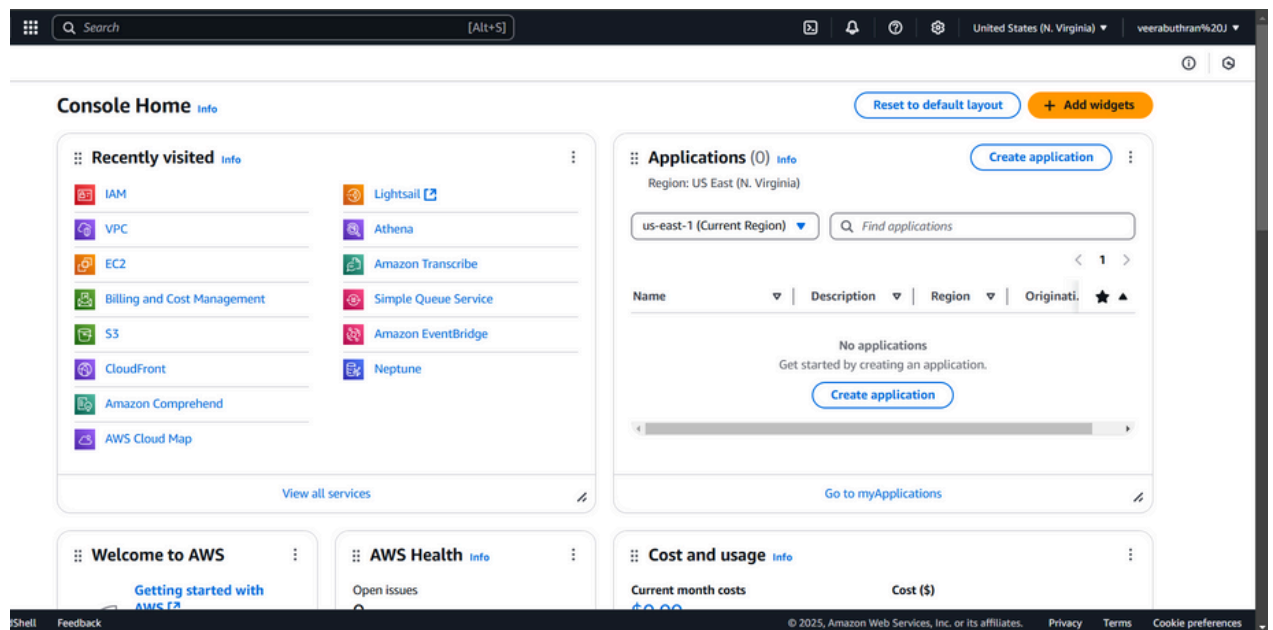 Search [Alt+S] United States (N. Virginia) veerabuthran%20J
Console Home Info
Reset to default layout
+ Add widgets
Recently visited Info
IAM
VPC
EC2
Billing and Cost Management
S3
CloudFront
Amazon Comprehend
AWS Cloud Map
Lightsail
Athena
Amazon Transcribe
Simple Queue Service
Amazon EventBridge
Neptune
View all services
Applications (0) Info
Create application
Region: US East (N. Virginia)
us-east-1 (Current Region)
Find applications
1
Name Description Region Originati.
No applications
Get started by creating an application.
Create application
Go to myApplications
Welcome to AWS
Getting started with
AWS
AWS Health Info
Open issues
Cost and usage Info
Current month costs Cost ($)
dShell Feedback © 2025, Amazon Web Services, Inc. or its affiliates. Privacy Terms Cookie preferences